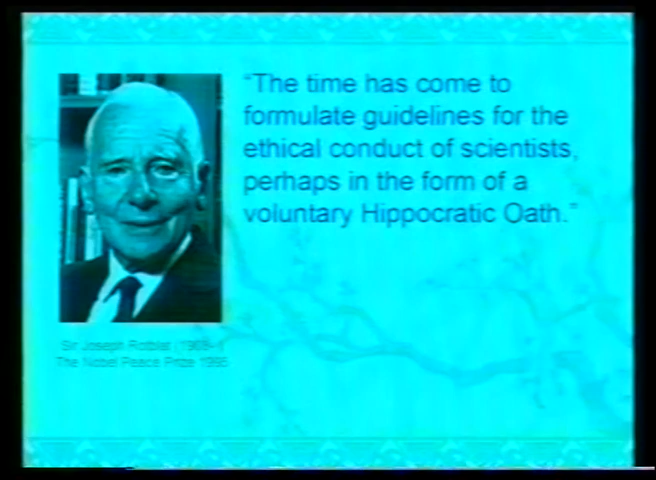 “The time has come to
formulate guidelines for the
ethical conduct of scientists,
perhaps in the form of a
voluntary Hippocratic Oath.”
Sir Joseph Rotblat (1908-)
The Nobel Peace Prize 1995